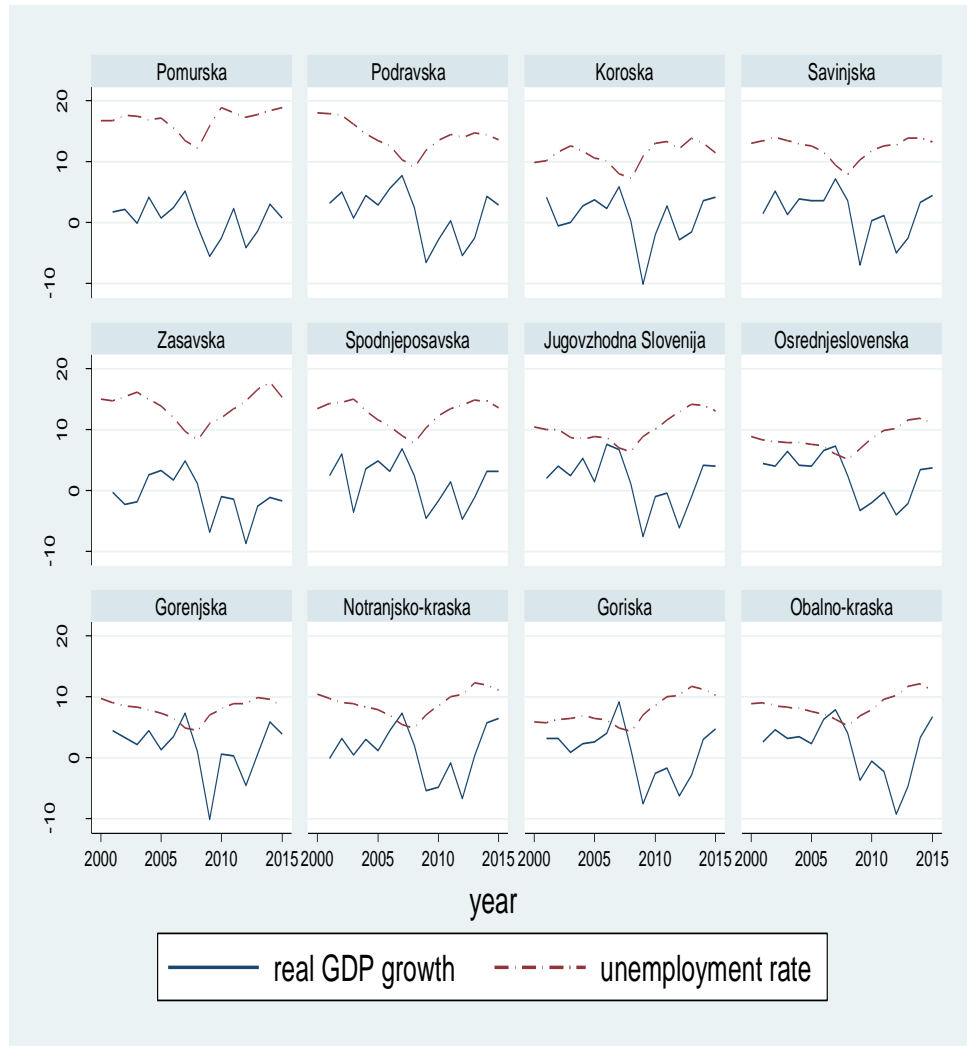 Pomurska Podravska Koroska Savinjska
20
10
0
-10
Zasavska Spodnjeposavska Jugovzhodna Slovenija Osrednjeslovenska
20
10
0
-10
Gorenjska Notranjsko-kraska Goriska Obalno-kraska
20
10
0
-10
2000 2005 2010 2015 2000 2005 2010 2015 2000 2005 2010 2015 2000 2005 2010 2015
year
real GDP growth unemployment rate